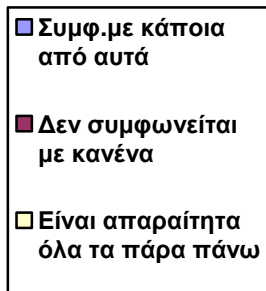 Συμφ.με κάποια
από αυτά
Δεν συμφωνείται
με κανένα
Είναι απαραίτητα
όλα τα πάρα πάνω